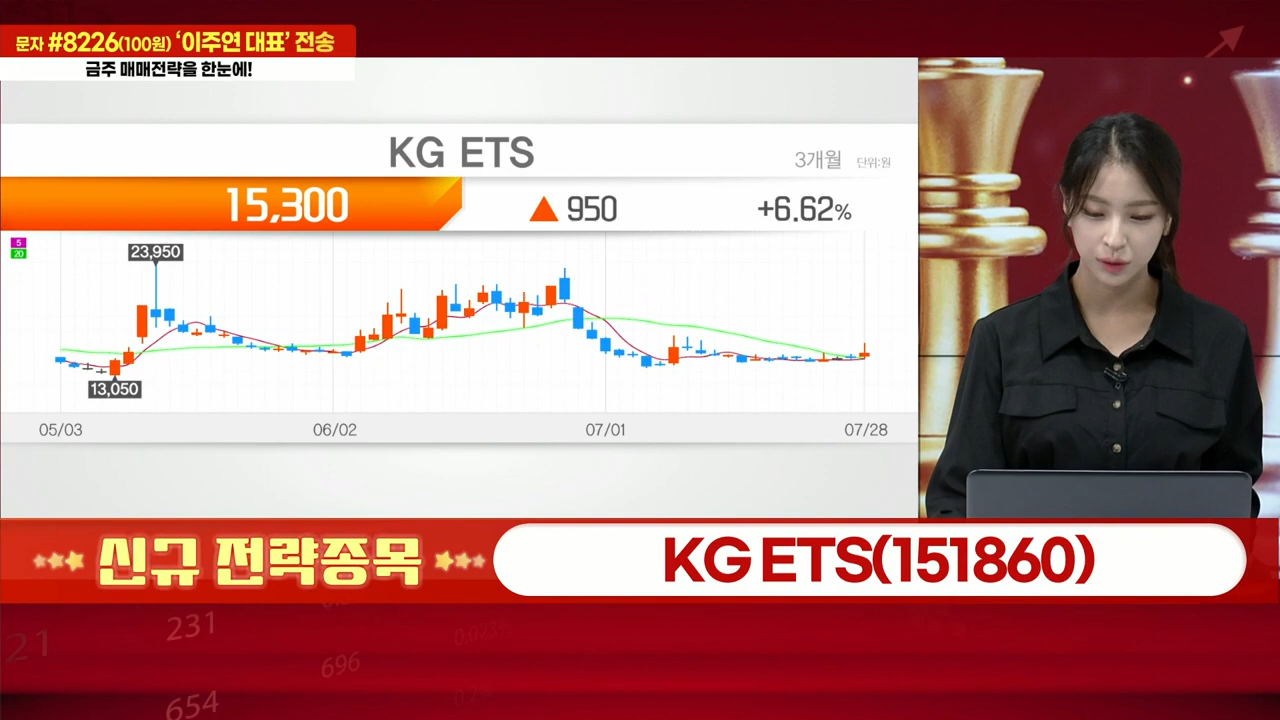 문자 #8226(100원) ‘이주연 대표’ 전송
금주 매매전략을 한눈에!
KG ETS
3개월 단위:원
15,300 ▲ 950 +6.62%
5
20
23,950
13,050
05/03 06/02 07/01 07/28
신규 전략종목
KG ETS(151860)
21
231
696
654